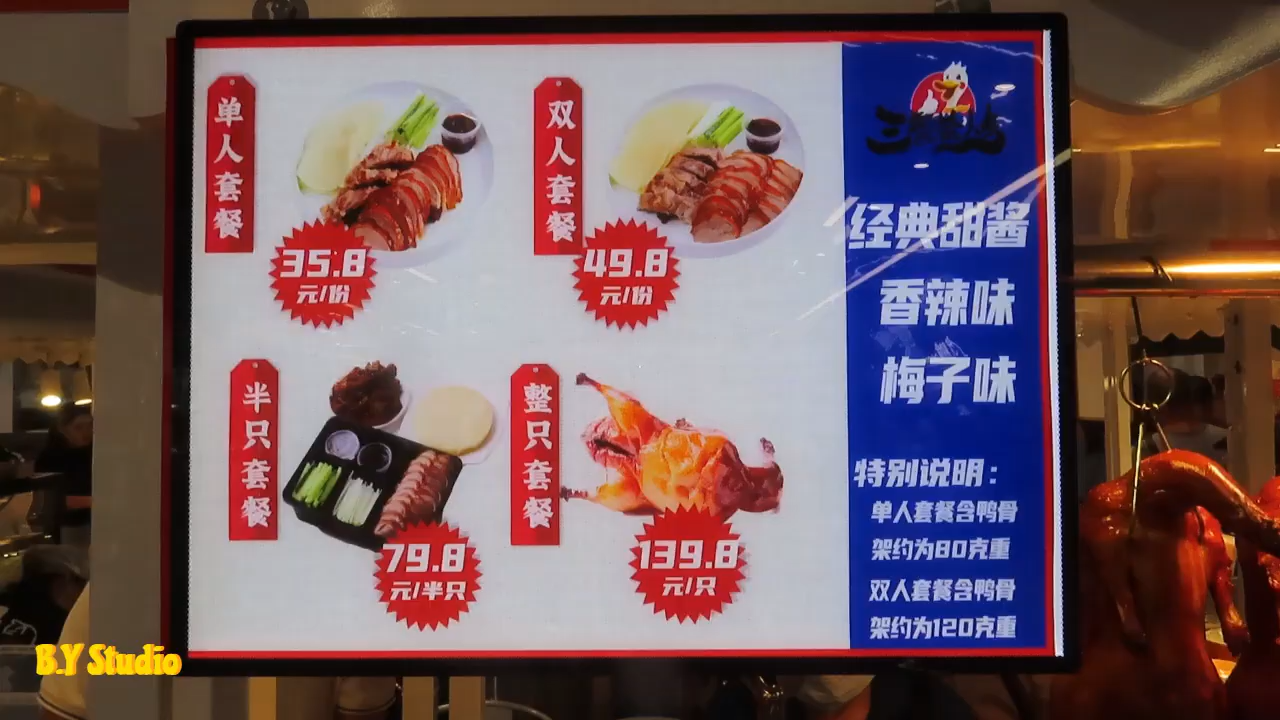 单人套餐
35.8
元/份
双人套餐
49.8
元/份
半只套餐
79.8
元/半只
整只套餐
139.8
元/只
经典甜酱
香辣味
梅子味
特别说明：
单人套餐含鸭骨
架约为80克重
双人套餐含鸭骨
架约为120克重
B.Y Studio